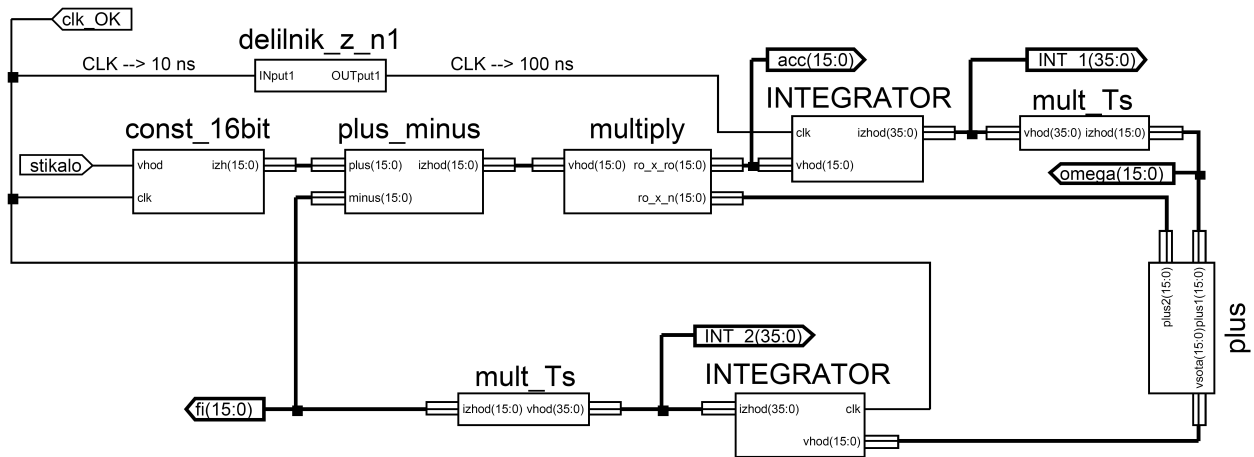 clk_OK
delilnik_z_n1
CLK --> 10 ns
INput1 OUTput1
CLK --> 100 ns
acc(15:0)
INT_1(35:0)
INTEGRATOR
clk izhod(35:0)
vhod(15:0)
mult_Ts
vhod(35:0) izhod(15:0)
const_16bit
stikalo
vhod izh(15:0)
clk
plus_minus
plus(15:0) izhod(15:0)
minus(15:0)
multiply
vhod(15:0) ro_x_ro(15:0)
ro_x_n(15:0)
omega(15:0)
plus2(15:0)
plus1(15:0)
vsota(15:0)
plus
INT_2(35:0)
mult_Ts
INTEGRATOR
fi(15:0)
izhod(15:0) vhod(35:0)
izhod(35:0) clk
vhod(15:0)